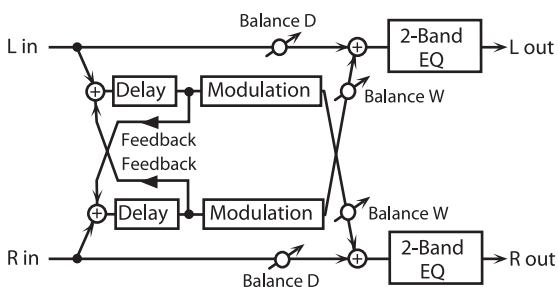 Balance D
L in
2-Band
EQ
L out
Delay
Modulation
Balance W
Feedback
Feedback
Delay
Modulation
Balance W
R in
Balance D
2-Band
EQ
R out